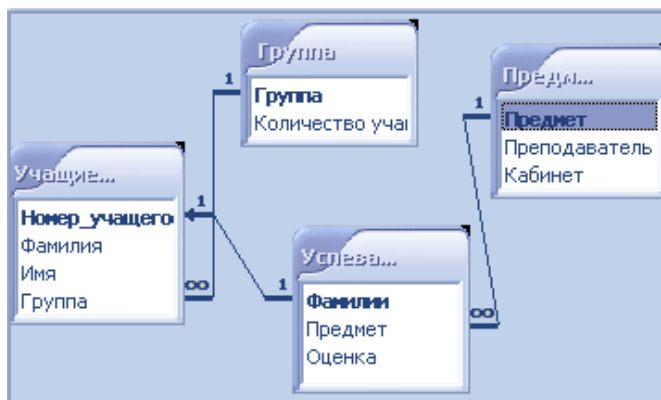 Группа
1
Группа
Количество уча
Предм...
1
Предмет
Преподаватель
Кабинет
Учащие...
1
Номер_учащего
Фамилия
Имя
Группа
∞
Успева...
1
Фамилии
Предмет
Оценка
∞